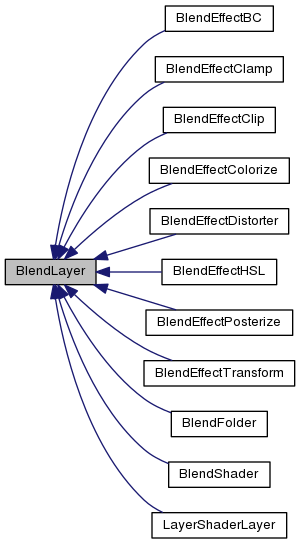 BlendEffectBC
BlendEffectClamp
BlendEffectClip
BlendEffectColorize
BlendEffectDistorter
BlendLayer
BlendEffectHSL
BlendEffectPosterize
BlendEffectTransform
BlendFolder
BlendShader
LayerShaderLayer